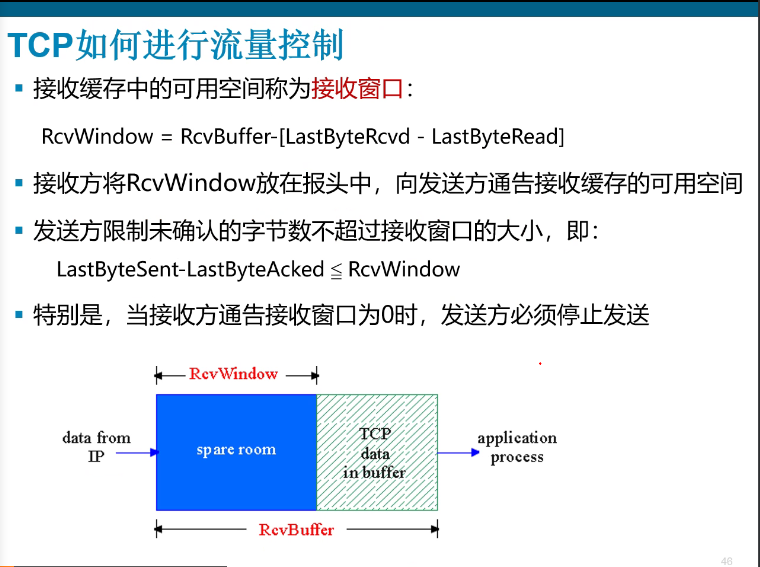 TCP如何进行流量控制
接收缓存中的可用空间称为接收窗口：
RcvWindow = RcvBuffer-[LastByteRcvd - LastByteRead]
接收方将RcvWindow放在报头中，向发送方通告接收缓存的可用空间
发送方限制未确认的字节数不超过接收窗口的大小，即：
LastByteSent-LastByteAcked ≦ RcvWindow
特别是，当接收方通告接收窗口为0时，发送方必须停止发送
RcvWindow
data from
IP
spare room
TCP
data
in buffer
application
process
RcvBuffer
46